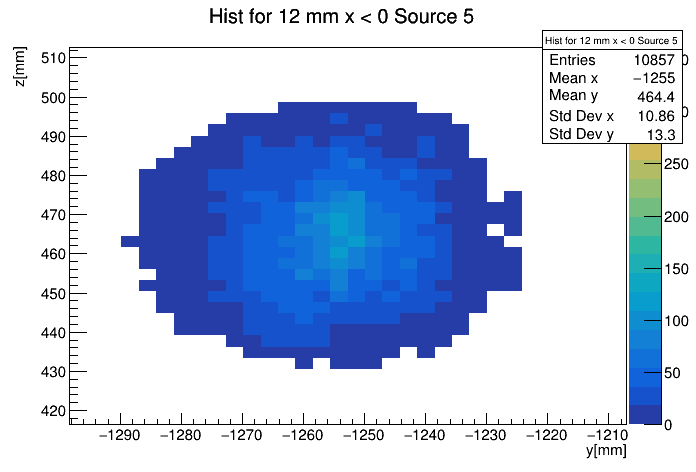 Hist for 12 mm x < 0 Source 5
z[mm]
510
500
490
480
470
460
450
440
430
420
−1290 −1280 −1270 −1260 −1250 −1240 −1230 −1220 −1210
y[mm]
Hist for 12 mm x < 0 Source 5
Entries 10857
Mean x −1255
Mean y 464.4
Std Dev x 10.86
Std Dev y 13.3
250
200
150
100
50
0